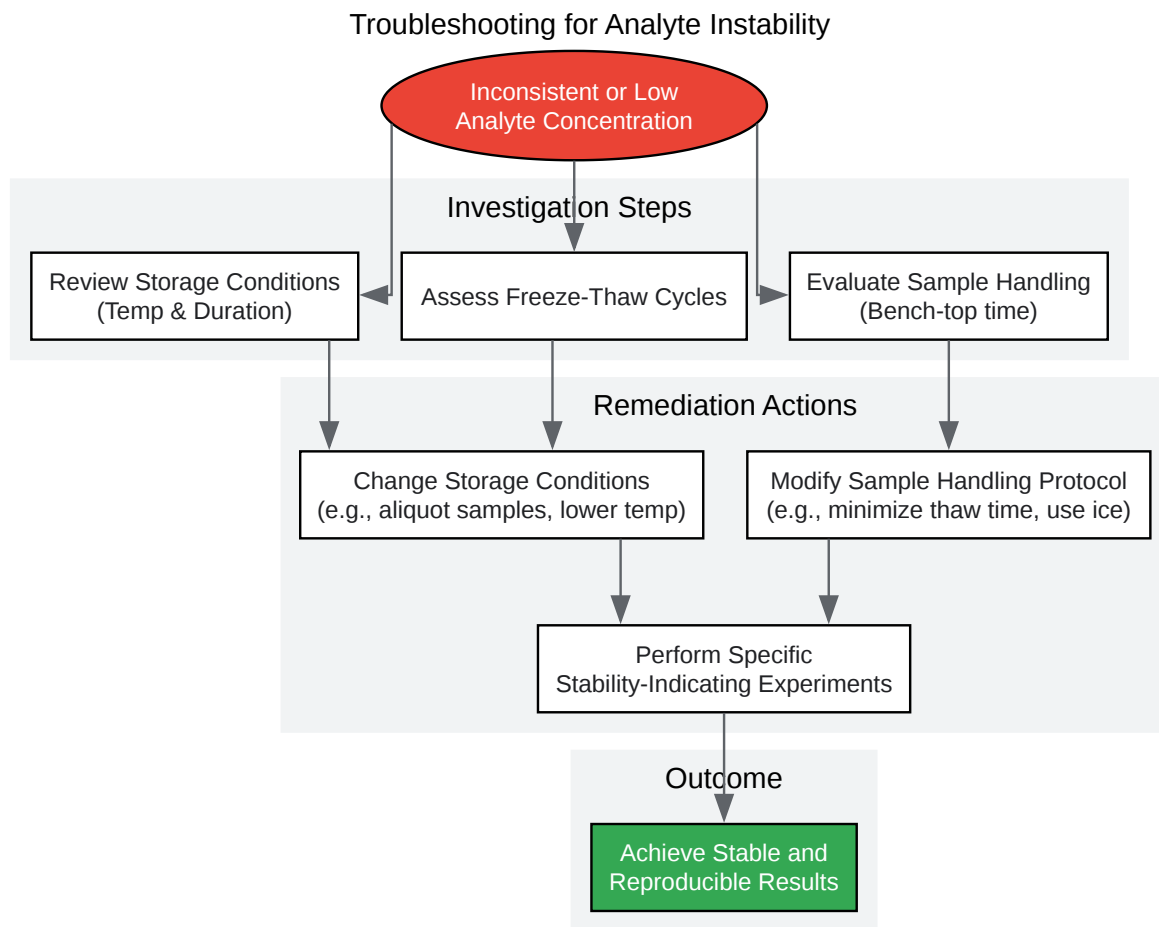 Troubleshooting for Analyte Instability
Inconsistent or Low
Analyte Concentration
Investigation Steps
Review Storage Conditions
(Temp & Duration)
Assess Freeze-Thaw Cycles
Evaluate Sample Handling
(Bench-top time)
Remediation Actions
Change Storage Conditions
(e.g., aliquot samples, lower temp)
Modify Sample Handling Protocol
(e.g., minimize thaw time, use ice)
Perform Specific
Stability-Indicating Experiments
Outcome
Achieve Stable and
Reproducible Results